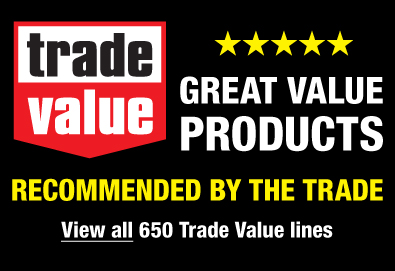 trade
value
GREAT VALUE
PRODUCTS
RECOMMENDED BY THE TRADE
View all 650 Trade Value lines